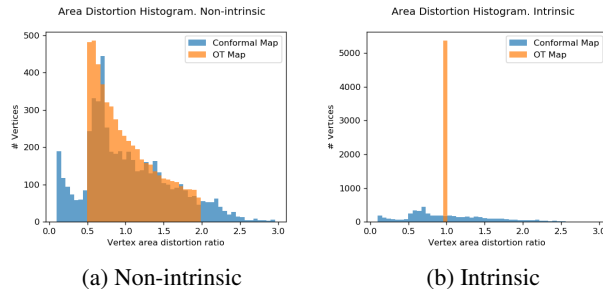 Area Distortion Histogram. Non-intrinsic
Conformal Map
OT Map
500
400
300
200
100
0
# Vertices
0.0 0.5 1.0 1.5 2.0 2.5 3.0
Vertex area distortion ratio
(a) Non-intrinsic
Area Distortion Histogram. Intrinsic
Conformal Map
OT Map
5000
4000
3000
2000
1000
0
# Vertices
0.0 0.5 1.0 1.5 2.0 2.5 3.0
Vertex area distortion ratio
(b) Intrinsic